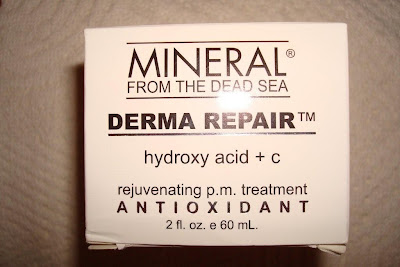 MINERAL®
FROM THE DEAD SEA
DERMA REPAIR™
hydroxy acid + c
rejuvenating p.m. treatment
ANTIOXIDANT
2 fl. oz. e 60 mL.